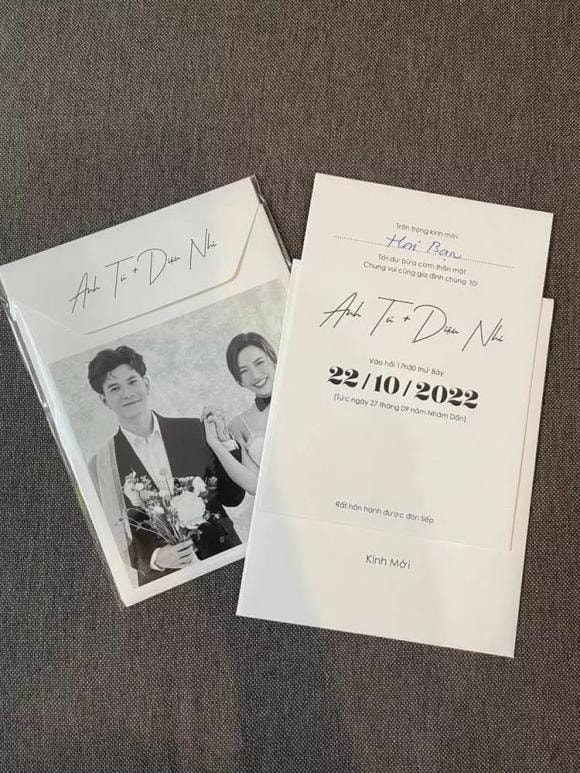 Anh Tú + Diệu Nhi
Trân trọng kính mời
Hai Bạn
Tới dự bữa cơm thân mật
Chung vui cùng gia đình chúng tôi
Anh Tú + Diệu Nhi
Vào hồi 17h30 thứ Bảy
22/10/2022
(Tức ngày 27 tháng 09 năm Nhâm Dần)
Rất hân hạnh được đón tiếp
Kính Mời